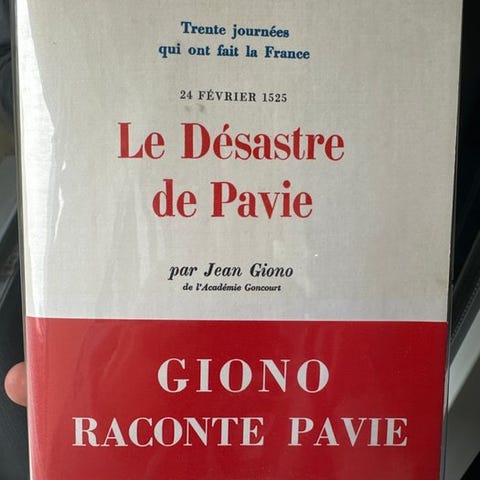 Trente journées
qui ont fait la France
24 FÉVRIER 1525
Le Désastre
de Pavie
par Jean Giono
de l'Académie Goncourt
GIONO
RACONTE PAVIE